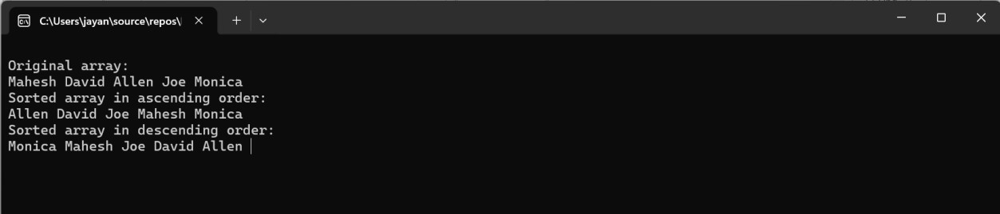 C:\Users\jayan\source\repos\
Original array:
Mahesh David Allen Joe Monica
Sorted array in ascending order:
Allen David Joe Mahesh Monica
Sorted array in descending order:
Monica Mahesh Joe David Allen